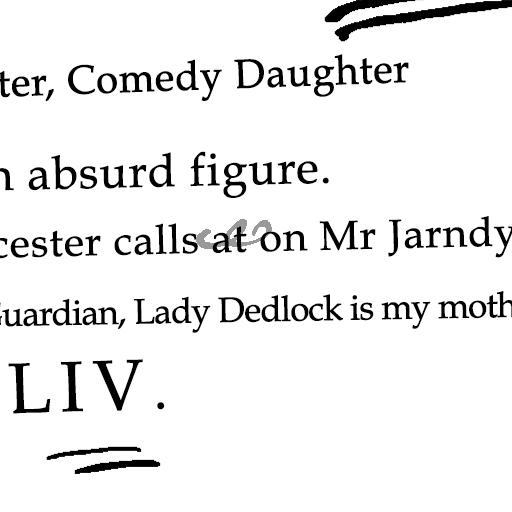 ter, Comedy Daughter
absurd figure.
cester calls at on Mr Jarndy
Guardian, Lady Dedlock is my moth
LIV.